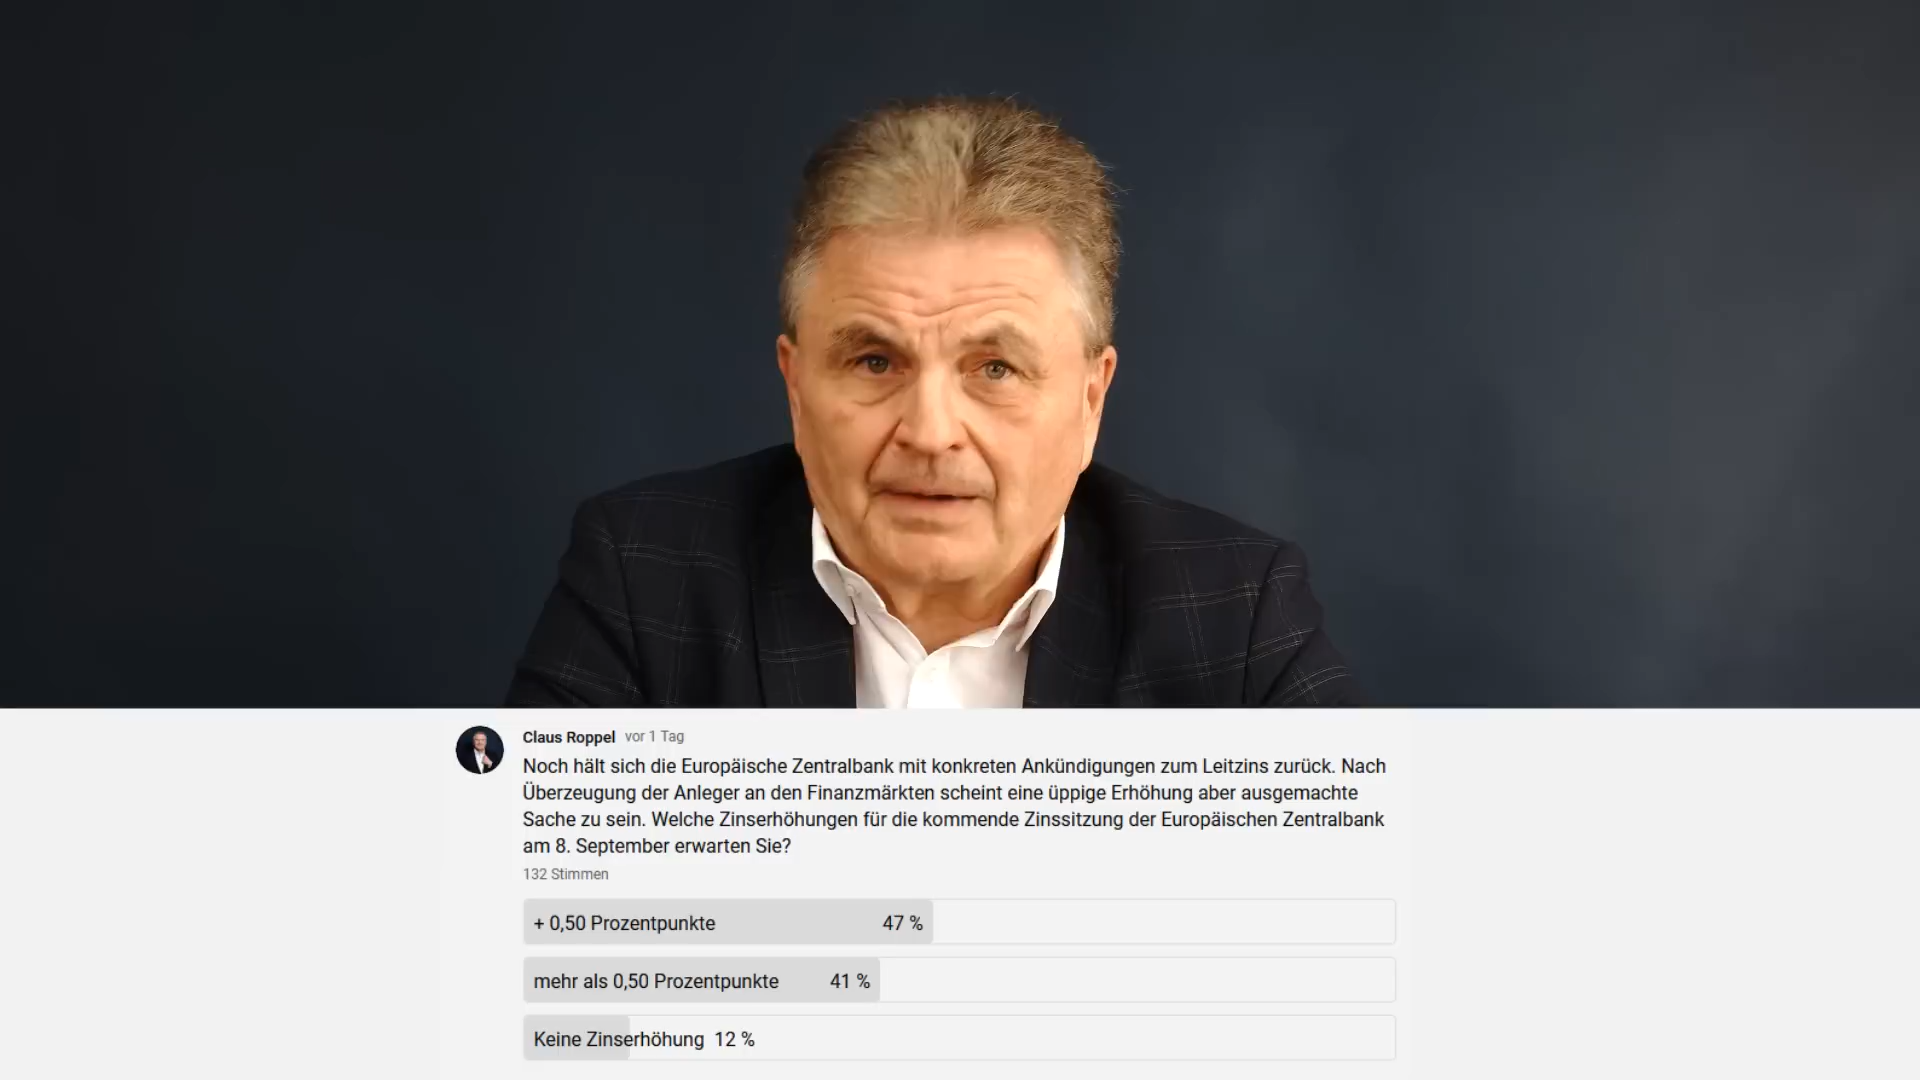 Claus Roppel vor 1 Tag
Noch hält sich die Europäische Zentralbank mit konkreten Ankündigungen zum Leitzins zurück. Nach
Überzeugung der Anleger an den Finanzmärkten scheint eine üppige Erhöhung aber ausgemachte
Sache zu sein. Welche Zinserhöhungen für die kommende Zinssitzung der Europäischen Zentralbank
am 8. September erwarten Sie?
132 Stimmen
+ 0,50 Prozentpunkte 47 %
mehr als 0,50 Prozentpunkte 41 %
Keine Zinserhöhung 12 %